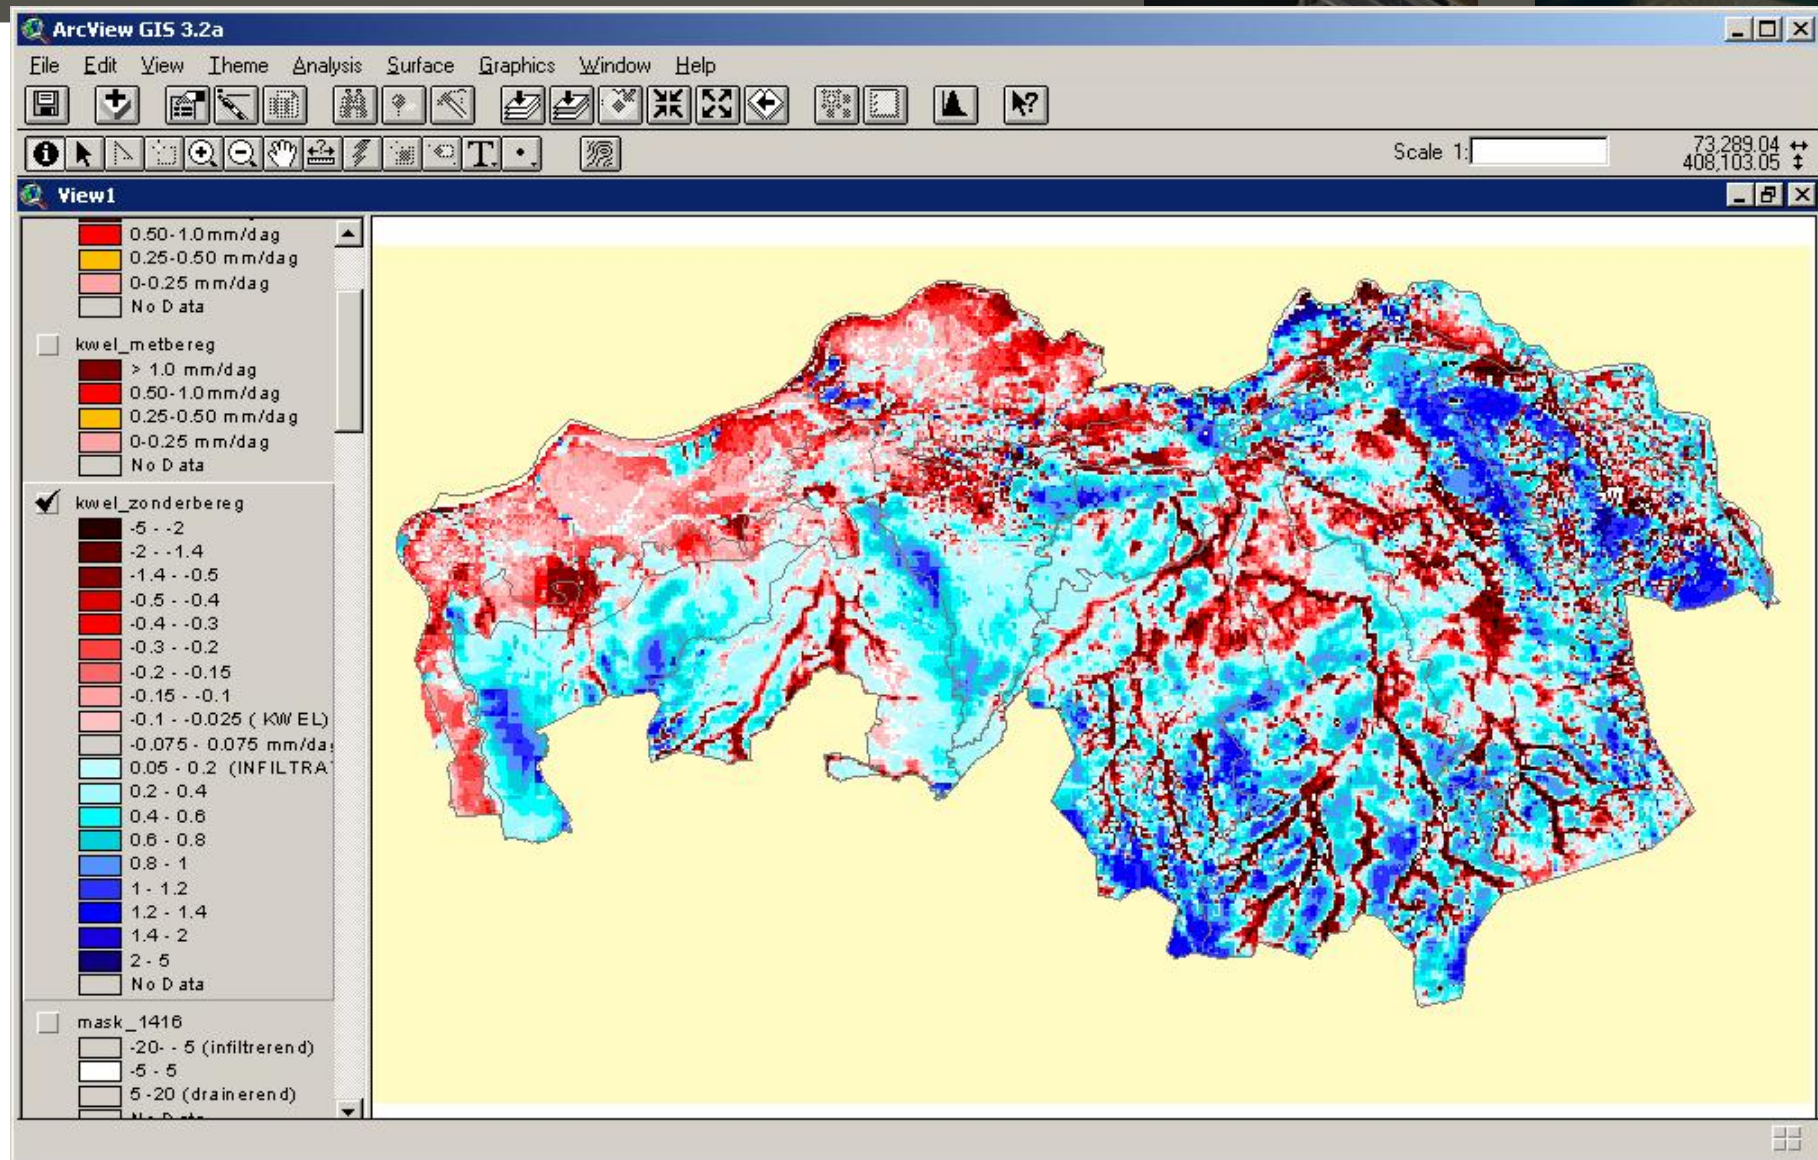 ArcView GIS 3.2a
File Edit View Theme Analysis Surface Graphics Window Help
Scale 1:
73,289.04
408,103.05
View1
0.50-1.0mm/dag
0.25-0.50 mm/dag
0-0.25 mm/dag
No Data
kwel_metbereg
> 1.0 mm/dag
0.50-1.0mm/dag
0.25-0.50 mm/dag
0-0.25 mm/dag
No Data
kwel_zonderbereg
-5 - -2
-2 - -1.4
-1.4 - -0.5
-0.5 - -0.4
-0.4 - -0.3
-0.3 - -0.2
-0.2 - -0.15
-0.15 - -0.1
-0.1 - -0.025 ( KWEL)
-0.075 - 0.075 mm/da
0.05 - 0.2 (INFILTRA
0.2 - 0.4
0.4 - 0.6
0.6 - 0.8
0.8 - 1
1 - 1.2
1.2 - 1.4
1.4 - 2
2 - 5
No Data
mask_1416
-20- - 5 (infiltrerend)
-5 - 5
5 -20 (drainerend)